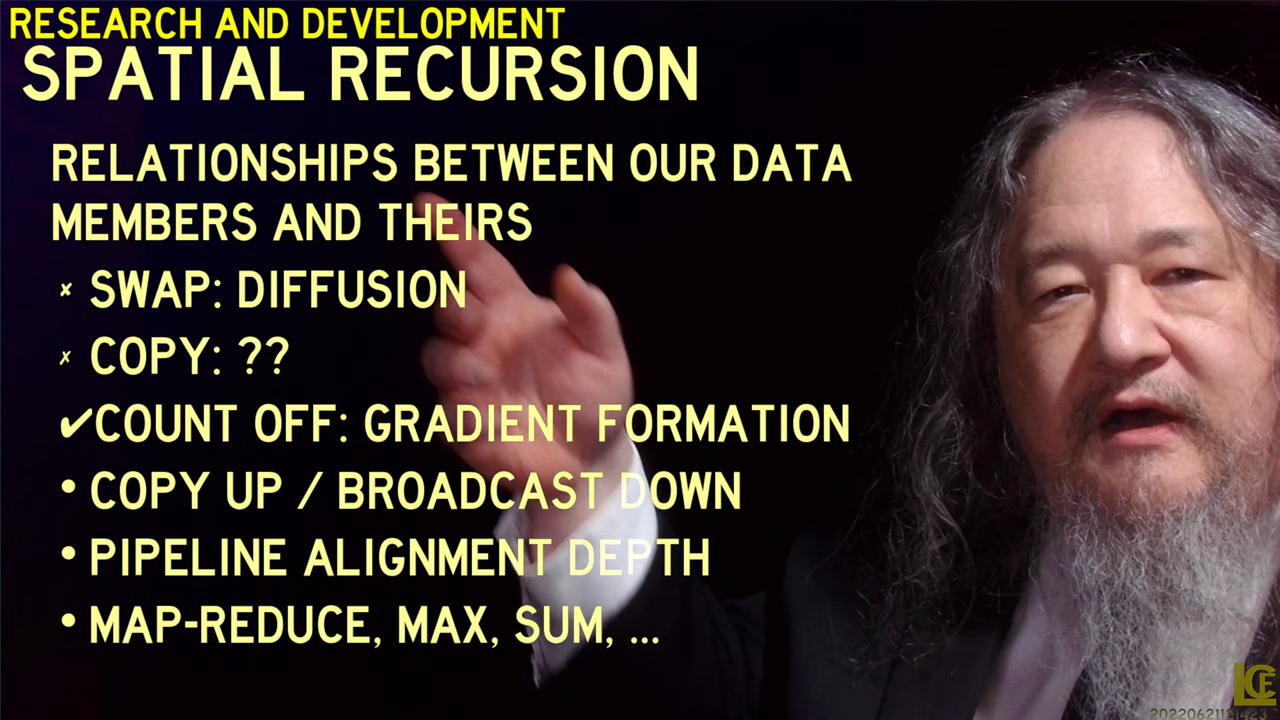 RESEARCH AND DEVELOPMENT
SPATIAL RECURSION
RELATIONSHIPS BETWEEN OUR DATA
MEMBERS AND THEIRS
✗ SWAP: DIFFUSION
✗ COPY: ??
✔COUNT OFF: GRADIENT FORMATION
• COPY UP / BROADCAST DOWN
• PIPELINE ALIGNMENT DEPTH
• MAP-REDUCE, MAX, SUM, ...